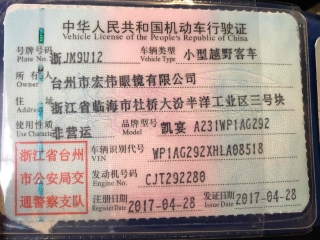 中华人民共和国机动车行驶证
Vehicle License of the People's Republic of China
号牌号码 Plate No. 浙JM9U12 车辆类型 Vehicle Type 小型越野客车
所有人 Owner 台州市宏伟眼镜有限公司
住址 Address 浙江省临海市杜桥大汾半洋工业区三号块
使用性质 Use Character 非营运 品牌型号 Model 凯宴 A231WP1AG292
浙江省台州市公安局交通警察支队
车辆识别代号 VIN WP1AG292XHLA08518
发动机号码 Engine No. CJT292280
注册日期 Register Date 2017-04-28 发证日期 Issue Date 2017-04-28